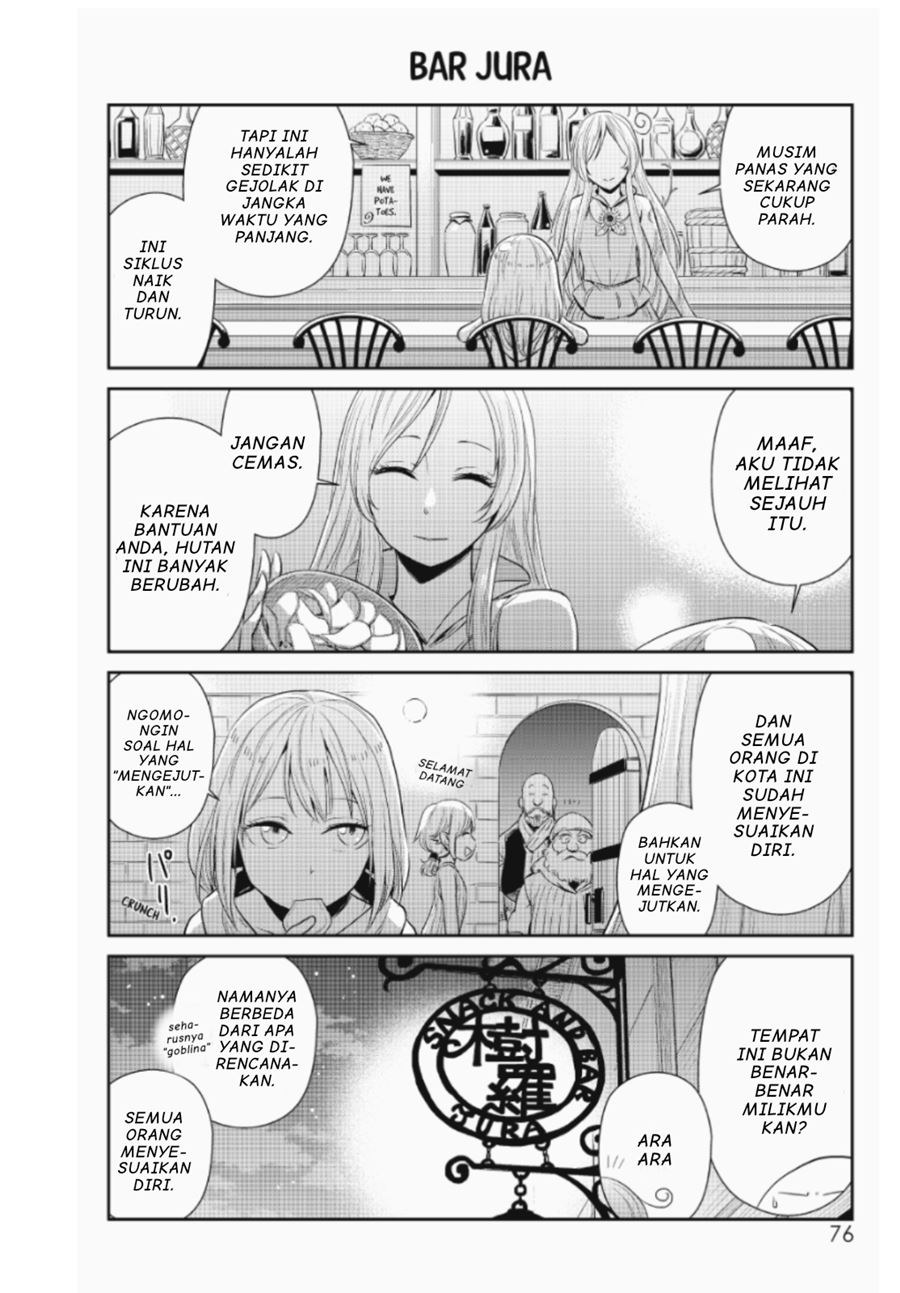 BAR JURA
MUSIM
PANAS YANG
SEKARANG
CUKUP
PARAH.
TAPI INI
HANYALAH
SEDIKIT
GEJOLAK DI
JANGKA
WAKTU YANG
PANJANG.
WE
HAVE
POTA-
TOES.
INI
SIKLUS
NAIK
DAN
TURUN.
MAAF,
AKU TIDAK
MELIHAT
SEJAUH
ITU.
JANGAN
CEMAS.
KARENA
BANTUAN
ANDA, HUTAN
INI BANYAK
BERUBAH.
DAN
SEMUA
ORANG DI
KOTA INI
SUDAH
MENYE-
SUAIKAN
DIRI.
BAHKAN
UNTUK
HAL YANG
MENGE-
JUTKAN.
SELAMAT
DATANG
NGOMO-
NGIN
SOAL HAL
YANG
"MENGEJUT-
KAN"...
パリ.
CRUNCH
TEMPAT
INI BUKAN
BENAR-
BENAR
MILIKMU
KAN?
ARA
ARA
SNACK AND BAR
樹
羅
JURA
NAMANYA
BERBEDA
DARI APA
YANG DI-
RENCANA-
KAN.
seha-
rusnya
"goblina"
SEMUA
ORANG
MENYE-
SUAIKAN
DIRI.
76